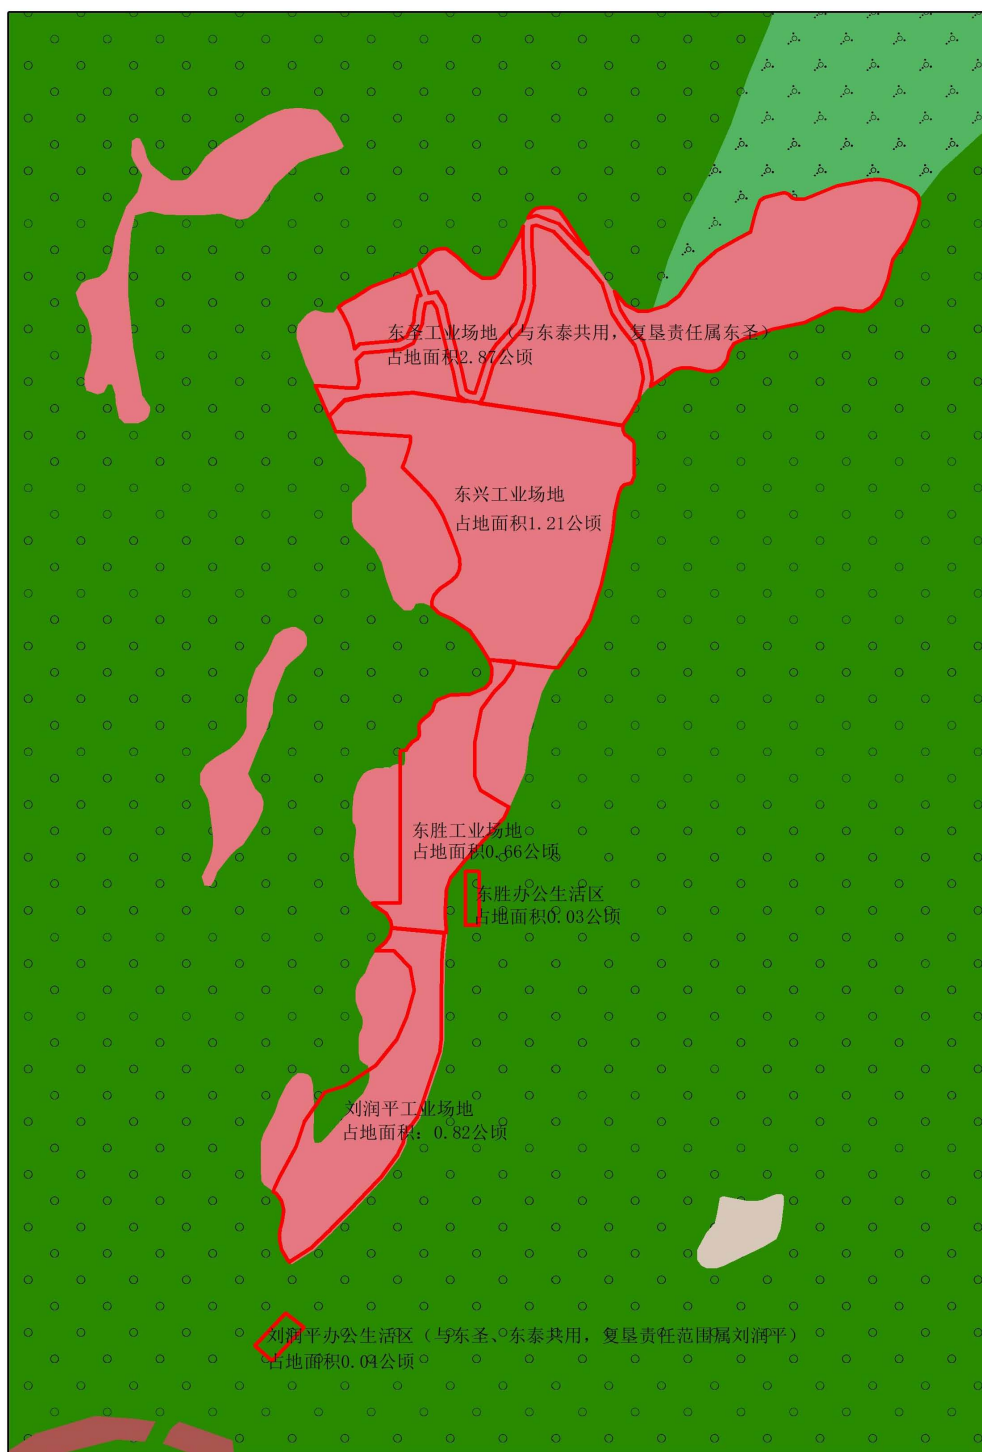 东圣工业场地（与东泰共用，复垦责任属东圣）
占地面积2.87公顷
东兴工业场地
占地面积1.21公顷
东胜工业场地
占地面积0.66公顷
东胜办公生活区
占地面积0.03公顷
刘润平工业场地
占地面积：0.82公顷
刘润平办公生活区（与东圣、东泰共用，复垦责任范围属刘润平）
占地面积0.04公顷